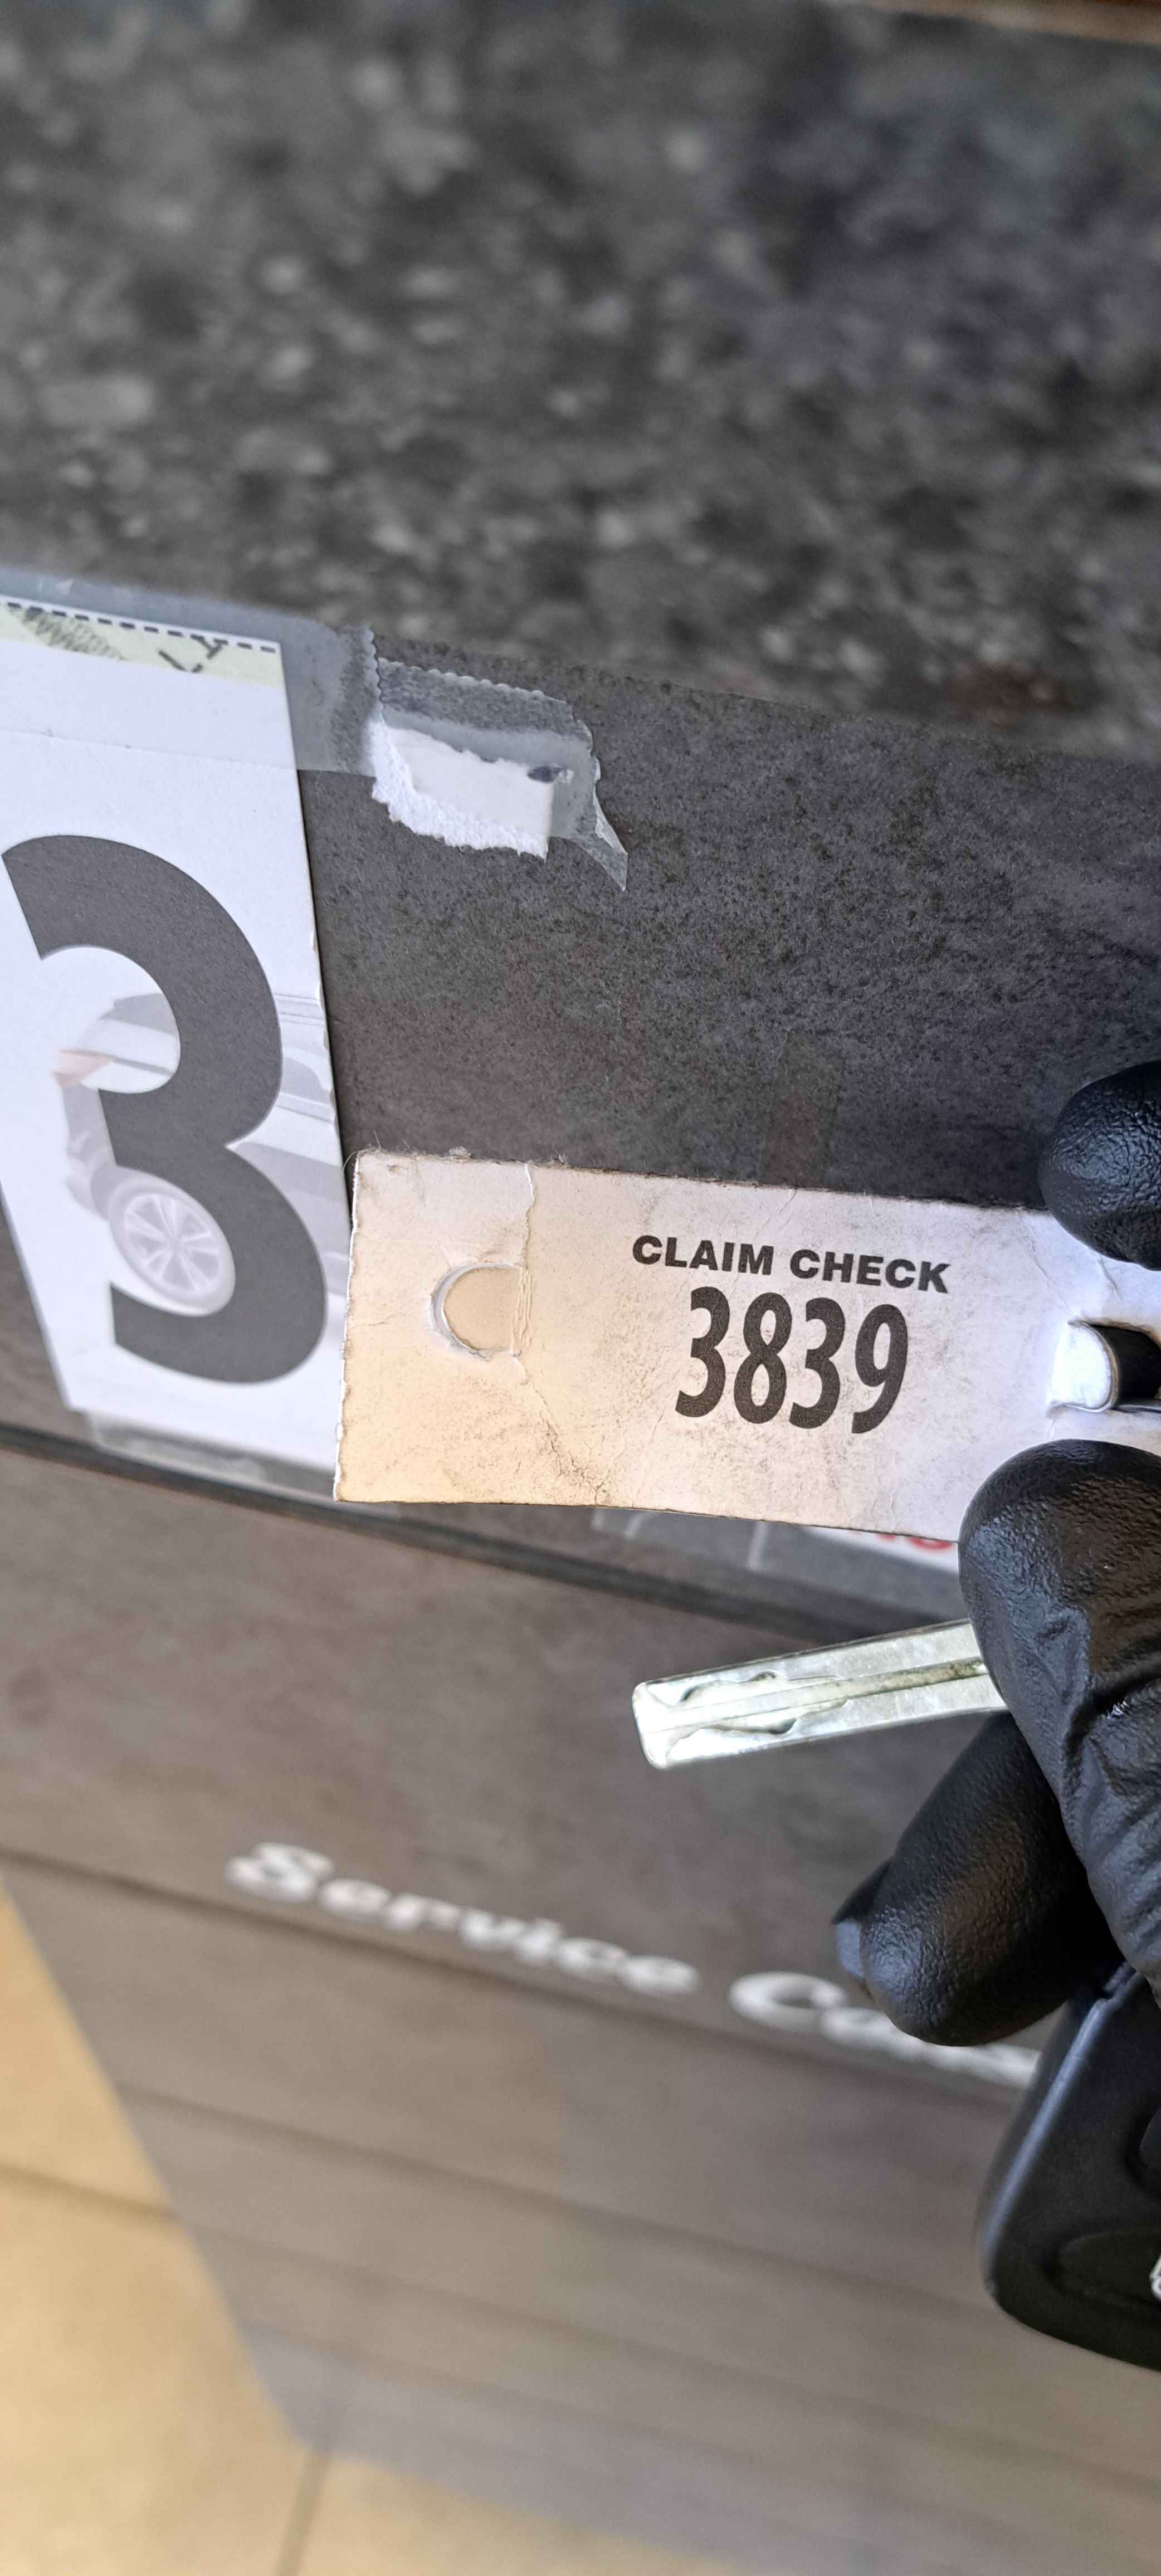 3
CLAIM CHECK
3839
Service